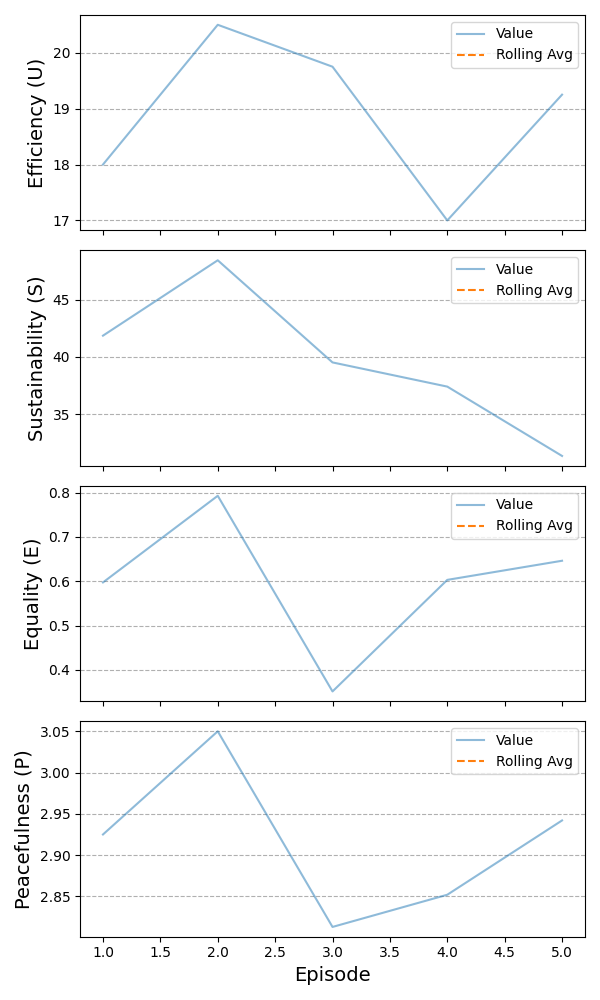 Efficiency (U)
20
19
18
17
Value
Rolling Avg
Sustainability (S)
45
40
35
Value
Rolling Avg
Equality (E)
0.8
0.7
0.6
0.5
0.4
Value
Rolling Avg
Peacefulness (P)
3.05
3.00
2.95
2.90
2.85
Value
Rolling Avg
1.0 1.5 2.0 2.5 3.0 3.5 4.0 4.5 5.0
Episode